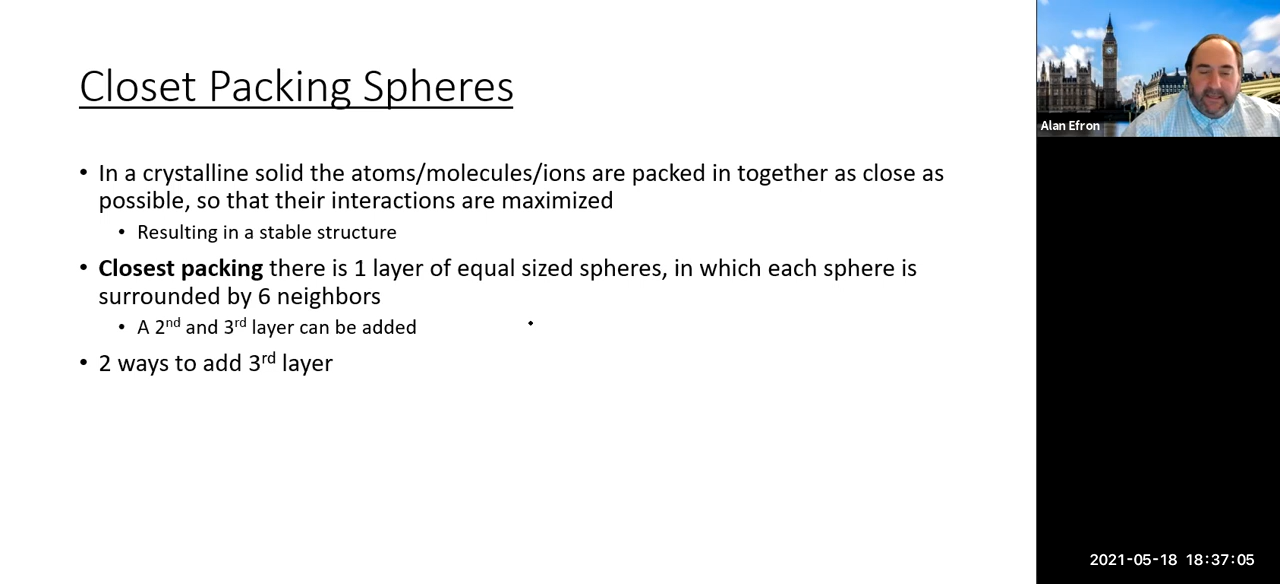 Closet Packing Spheres
• In a crystalline solid the atoms/molecules/ions are packed in together as close as
possible, so that their interactions are maximized
• Resulting in a stable structure
• Closest packing there is 1 layer of equal sized spheres, in which each sphere is
surrounded by 6 neighbors
• A 2nd and 3rd layer can be added
• 2 ways to add 3rd layer
Alan Efron
2021-05-18 18:37:05